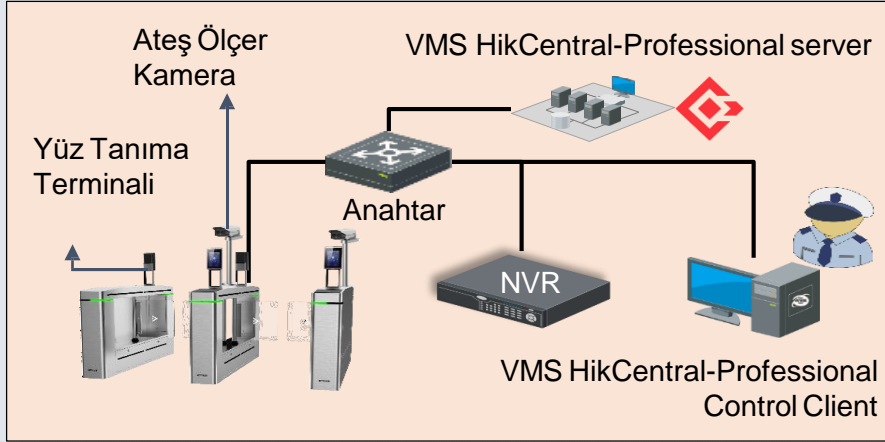 Ateş Ölçer
Kamera
VMS HikCentral-Professional server
Yüz Tanıma
Terminali
Anahtar
NVR
VMS HikCentral-Professional
Control Client